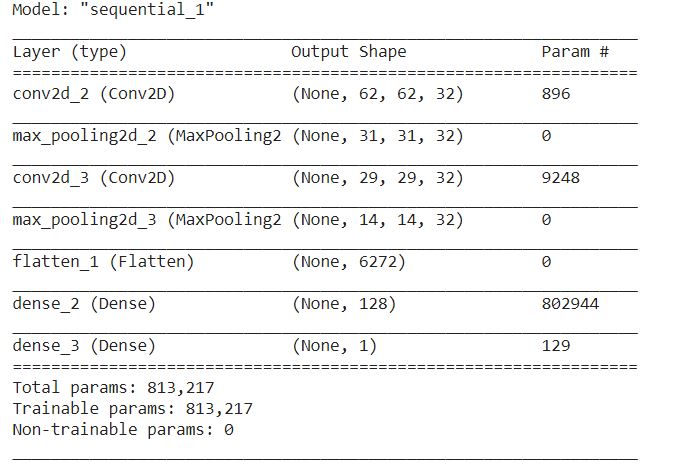 Model: "sequential_1"
Layer (type) Output Shape Param #
conv2d_2 (Conv2D) (None, 62, 62, 32) 896
max_pooling2d_2 (MaxPooling2 (None, 31, 31, 32) 0
conv2d_3 (Conv2D) (None, 29, 29, 32) 9248
max_pooling2d_3 (MaxPooling2 (None, 14, 14, 32) 0
flatten_1 (Flatten) (None, 6272) 0
dense_2 (Dense) (None, 128) 802944
dense_3 (Dense) (None, 1) 129
Total params: 813,217
Trainable params: 813,217
Non-trainable params: 0